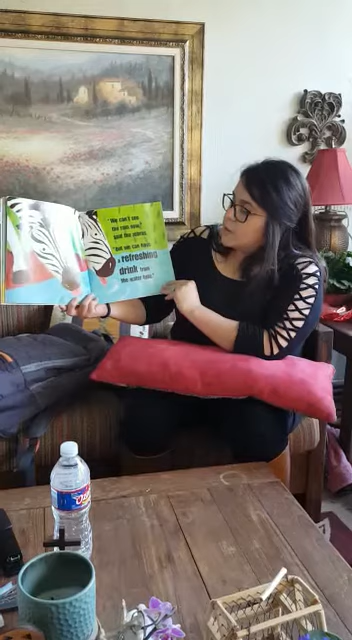 "We can't see
the rain now,"
said the zebras,
"but we can have
a refreshing
drink from
the water hole."